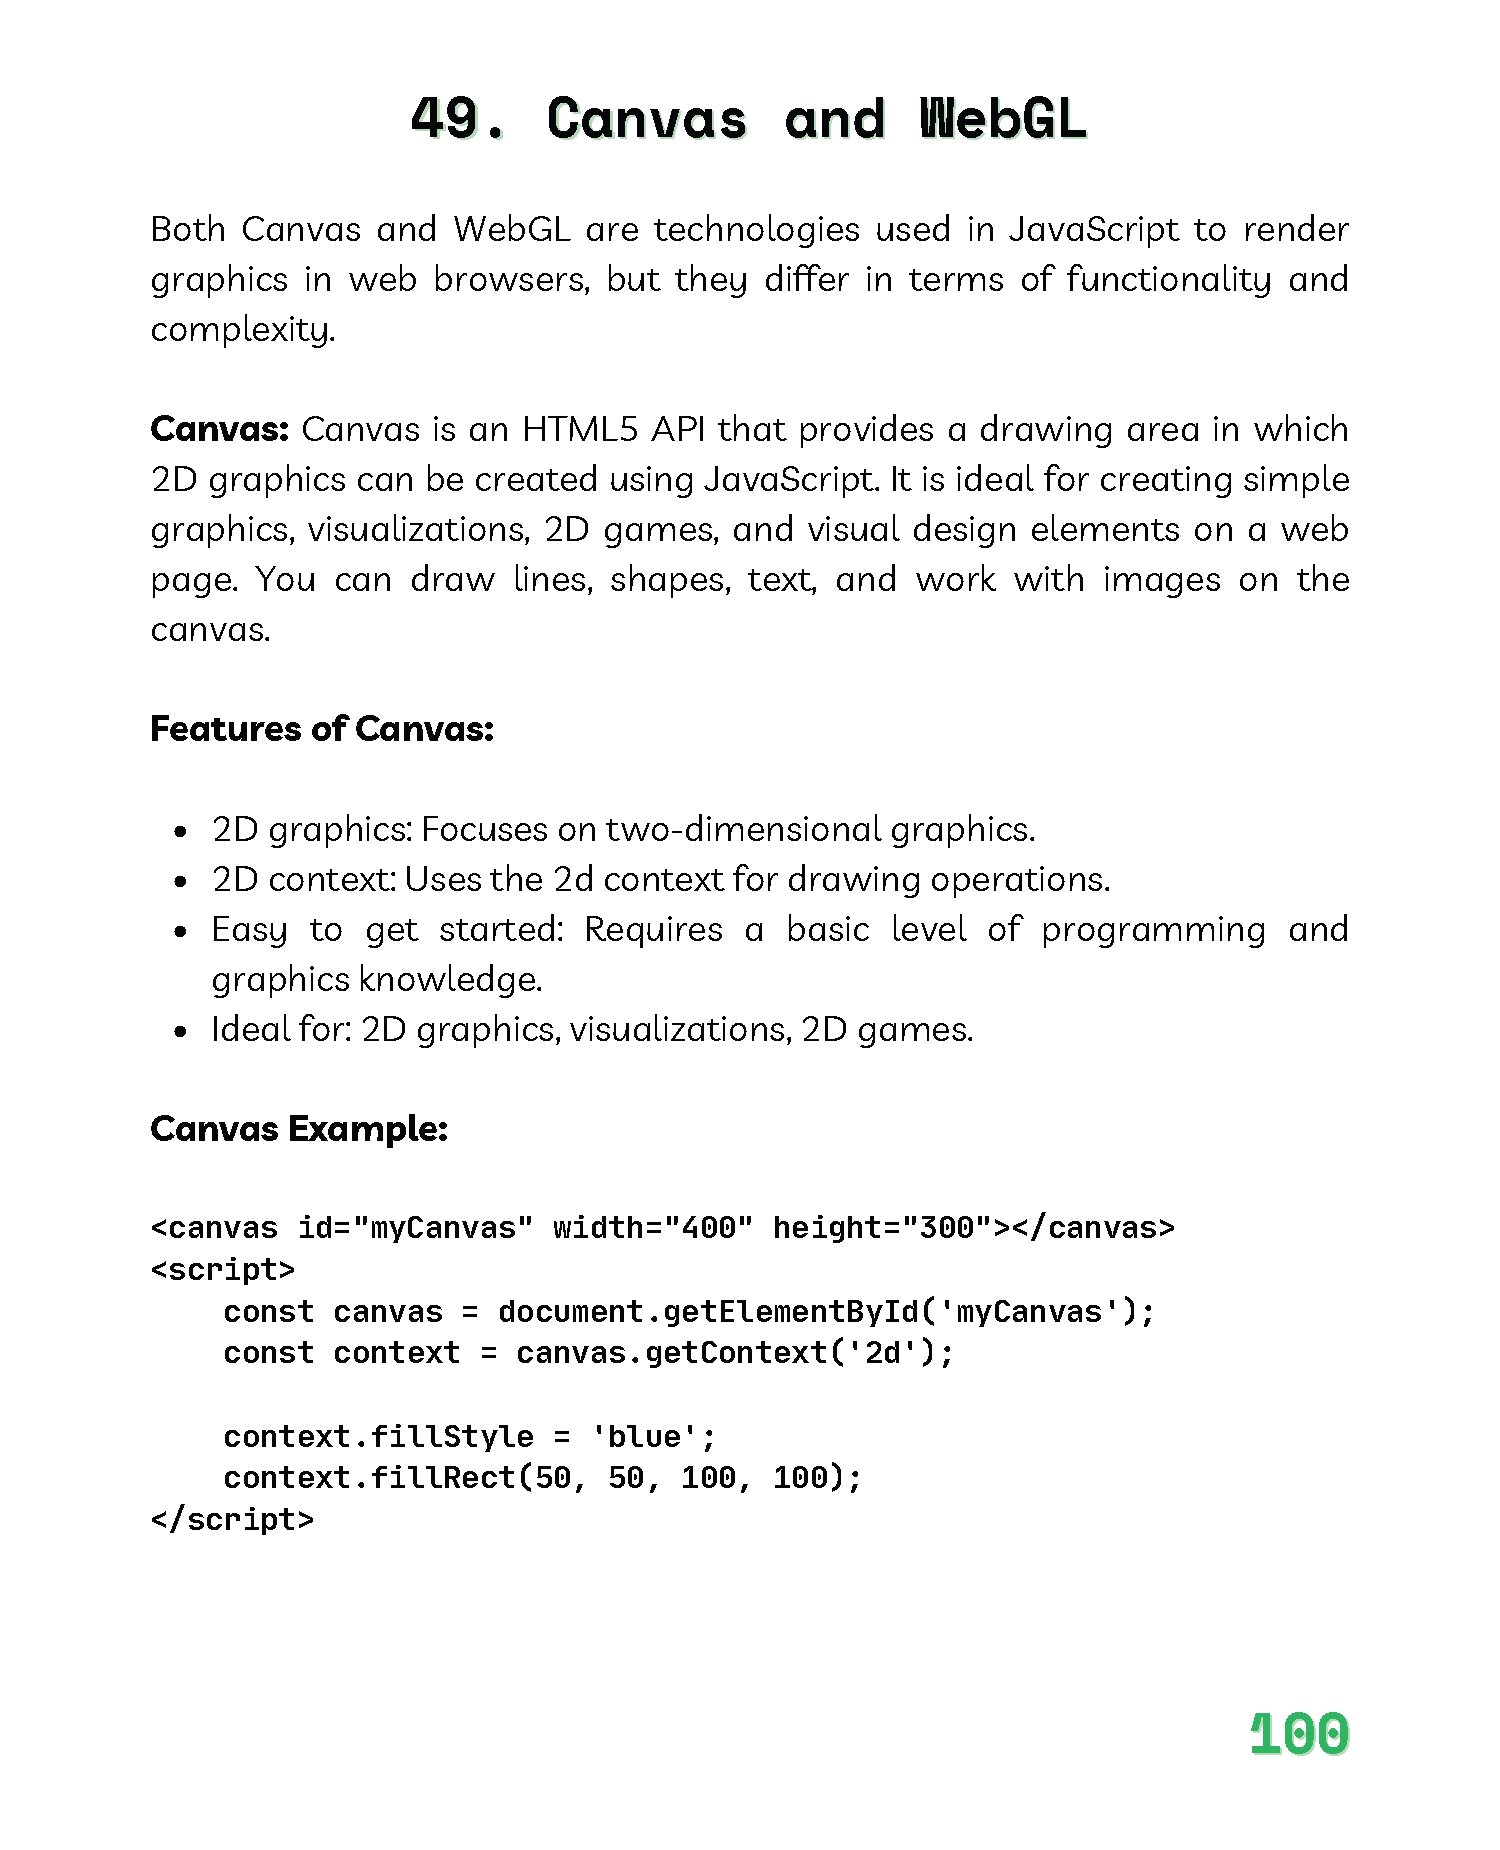 49. Canvas and WebGL
Both Canvas and WebGL are technologies used in JavaScript to render
graphics in web browsers, but they differ in terms of functionality and
complexity.
Canvas: Canvas is an HTML5 API that provides a drawing area in which
2D graphics can be created using JavaScript. It is ideal for creating simple
graphics, visualizations, 2D games, and visual design elements on a web
page. You can draw lines, shapes, text, and work with images on the
canvas.
Features of Canvas:
• 2D graphics: Focuses on two-dimensional graphics.
• 2D context: Uses the 2d context for drawing operations.
• Easy to get started: Requires a basic level of programming and
graphics knowledge.
• Ideal for: 2D graphics, visualizations, 2D games.
Canvas Example:
<canvas id="myCanvas" width="400" height="300"></canvas>
<script>
    const canvas = document.getElementById('myCanvas');
    const context = canvas.getContext('2d');
    context.fillStyle = 'blue';
    context.fillRect(50, 50, 100, 100);
</script>
100